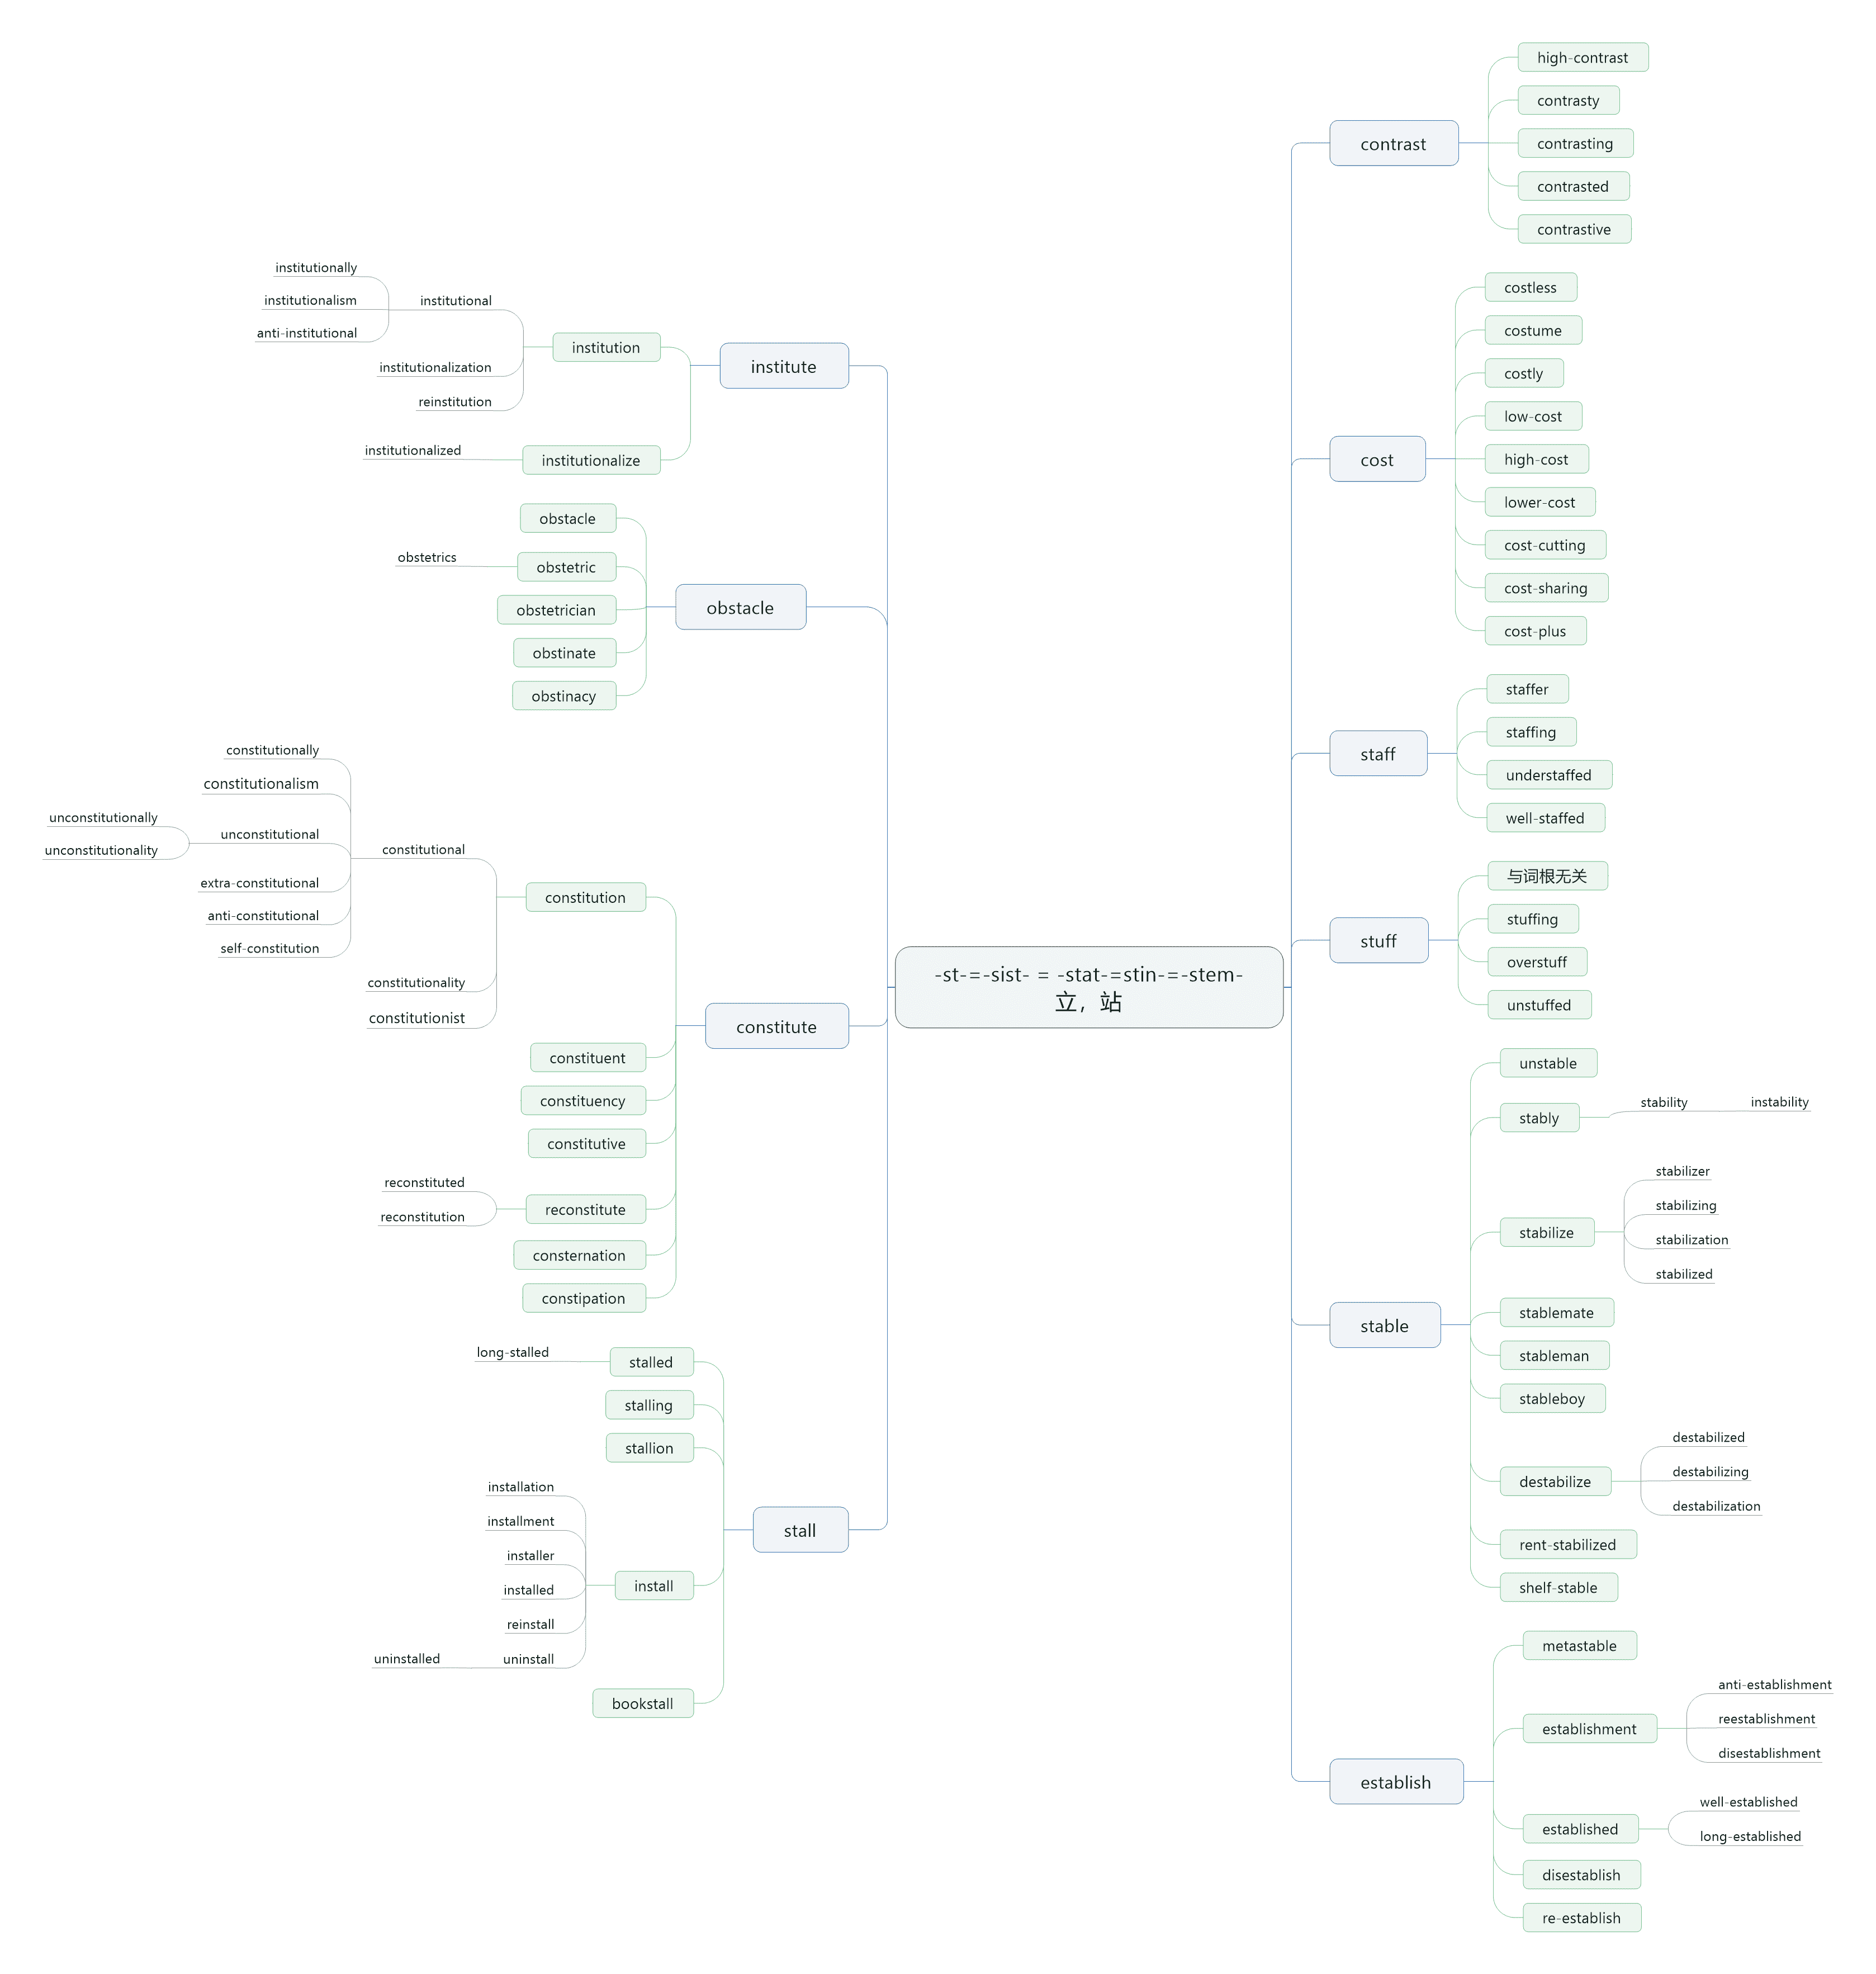 -st-=-sist- = -stat-=stin-=-stem-
立，站
contrast
high-contrast
contrasty
contrasting
contrasted
contrastive
cost
costless
costume
costly
low-cost
high-cost
lower-cost
cost-cutting
cost-sharing
cost-plus
staff
staffer
staffing
understaffed
well-staffed
stuff
与词根无关
stuffing
overstuff
unstuffed
stable
unstable
stably
stability
instability
stabilize
stabilizer
stabilizing
stabilization
stabilized
stablemate
stableman
stableboy
destabilize
destabilized
destabilizing
destabilization
rent-stabilized
shelf-stable
establish
metastable
establishment
anti-establishment
reestablishment
disestablishment
established
well-established
long-established
disestablish
re-establish
institute
institution
institutional
institutionally
institutionalism
anti-institutional
institutionalization
reinstitution
institutionalize
institutionalized
obstacle
obstacle
obstetric
obstetrics
obstetrician
obstinate
obstinacy
constitute
constitution
constitutional
constitutionally
constitutionalism
unconstitutional
unconstitutionally
unconstitutionality
extra-constitutional
anti-constitutional
self-constitution
constitutionality
constitutionist
constituent
constituency
constitutive
reconstitute
reconstituted
reconstitution
consternation
constipation
stall
stalled
long-stalled
stalling
stallion
install
installation
installment
installer
installed
reinstall
uninstall
uninstalled
bookstall